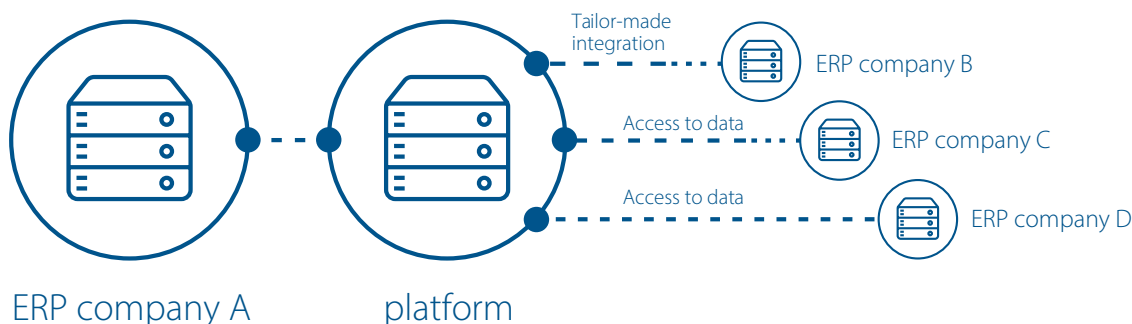 Tailor-made
integration
ERP company B
Access to data
ERP company C
Access to data
ERP company D
ERP company A
platform